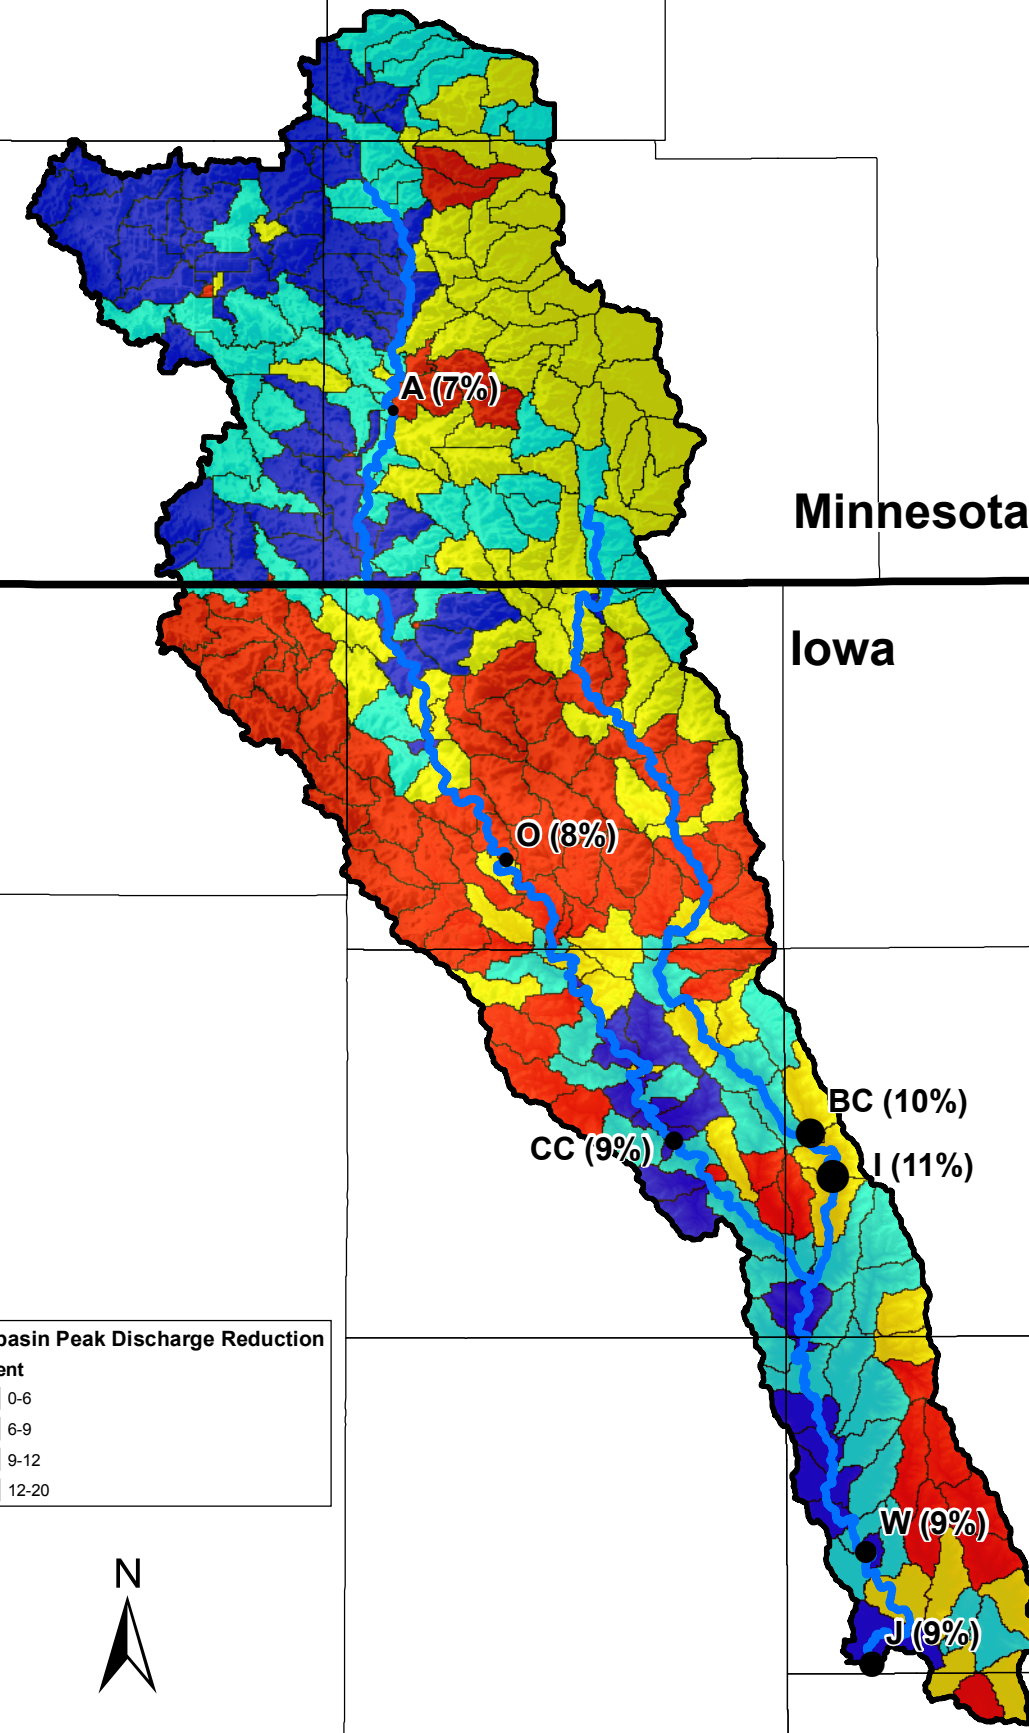 A (7%)
Minnesota
Iowa
O (8%)
BC (10%)
CC (9%)
I (11%)
basin Peak Discharge Reduction
ent
0-6
6-9
9-12
12-20
W (9%)
N
J (9%)